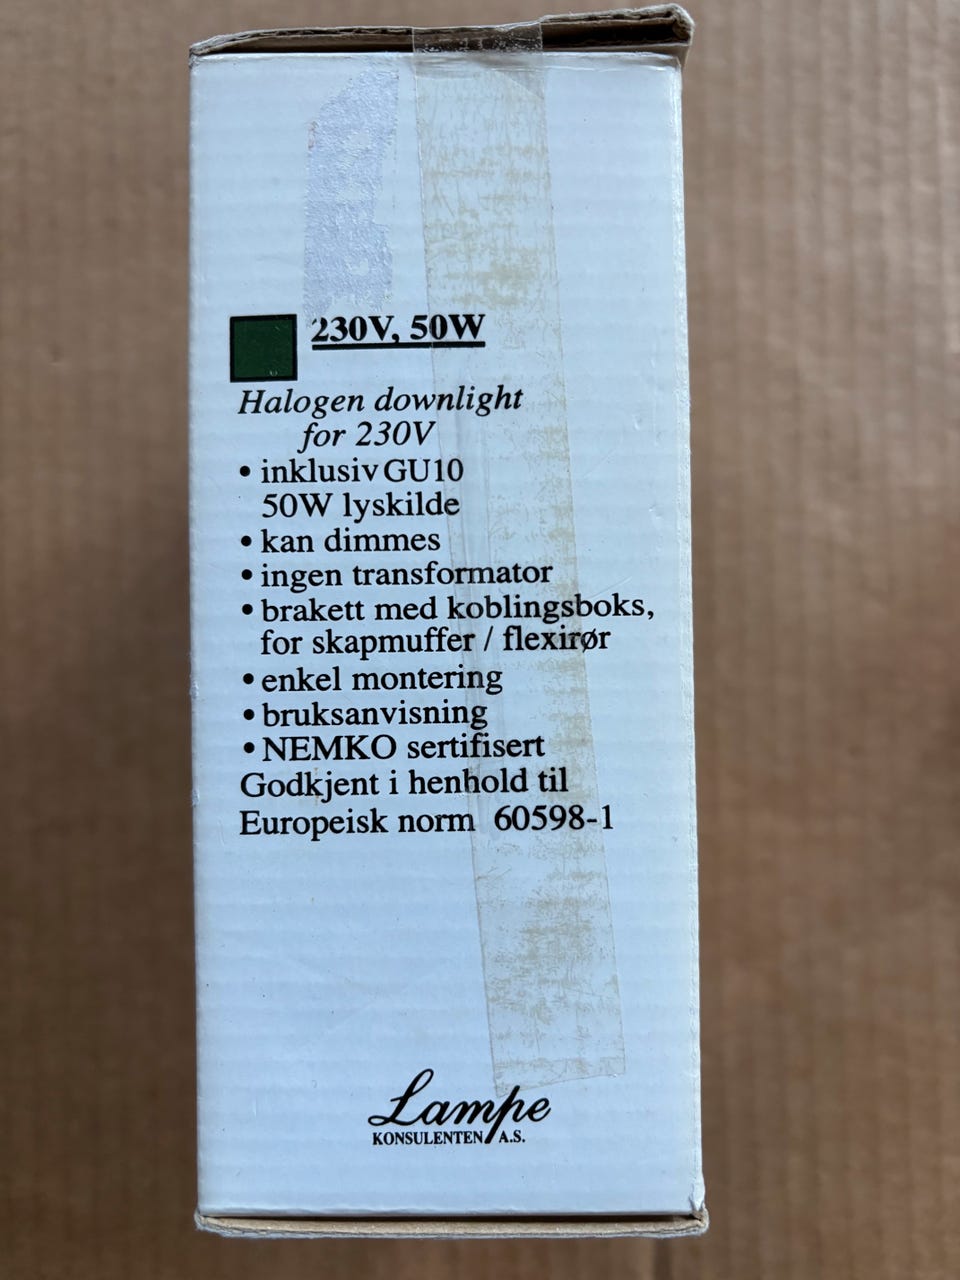 230V, 50W
Halogen downlight
for 230V
• inklusiv GU10
50W lyskilde
• kan dimmes
• ingen transformator
• brakett med koblingsboks,
for skapmuffer / flexirør
• enkel montering
• bruksanvisning
• NEMKO sertifisert
Godkjent i henhold til
Europeisk norm 60598-1
Lampe
KONSULENTEN A.S.